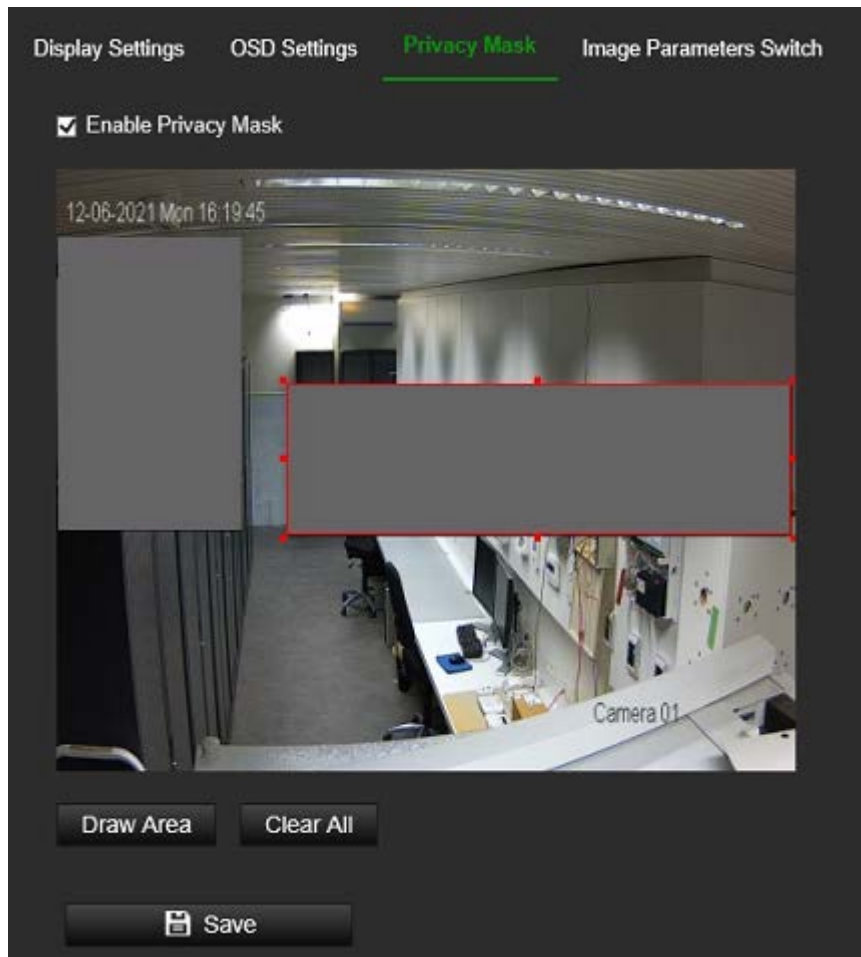 Display Settings OSD Settings Privacy Mask Image Parameters Switch
Enable Privacy Mask
12-06-2021 Mon 16:19:45
Camera 01
Draw Area Clear All
Save